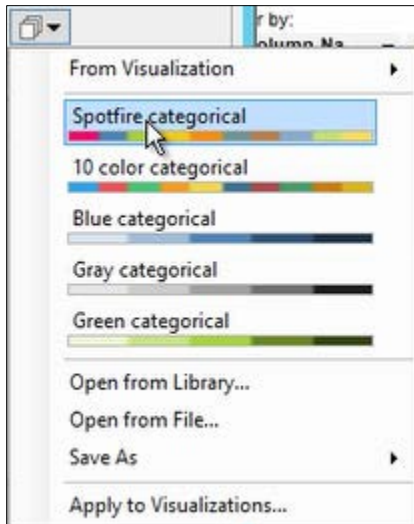 r by:
olumn Na
From Visualization
Spotfire categorical
10 color categorical
Blue categorical
Gray categorical
Green categorical
Open from Library...
Open from File...
Save As
Apply to Visualizations...